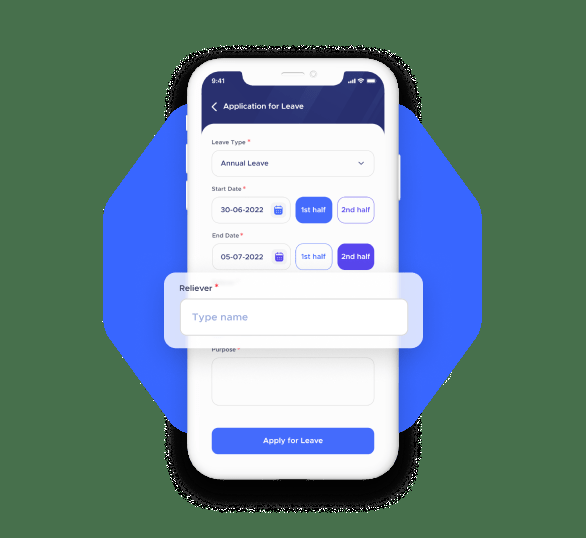 9:41
Application for Leave
Leave Type *
Annual Leave
Start Date *
30-06-2022 1st half 2nd half
End Date *
05-07-2022 1st half 2nd half
Reliever *
Type name
Purpose *
Apply for Leave